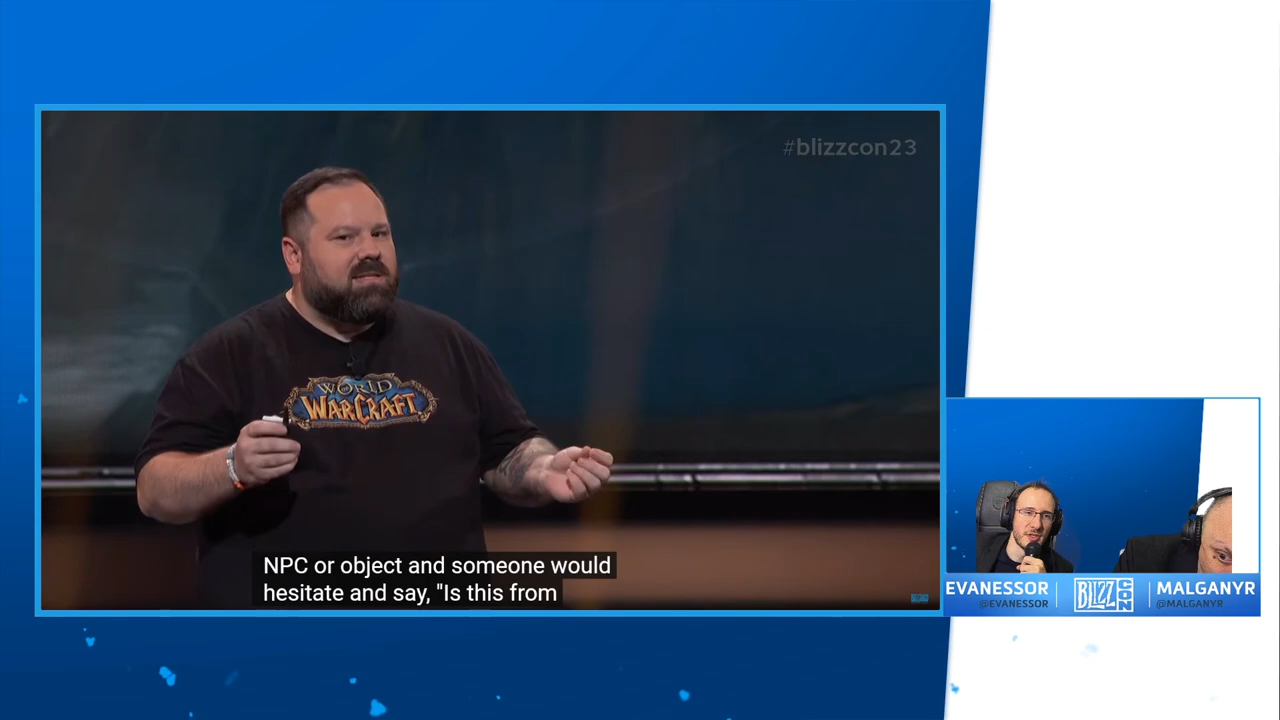 #blizzcon23
WORLD
OF
WARCRAFT
NPC or object and someone would
hesitate and say, "Is this from
EVANESSOR
@EVANESSOR
BLIZZ
CON
MALGANYR
@MALGANYR